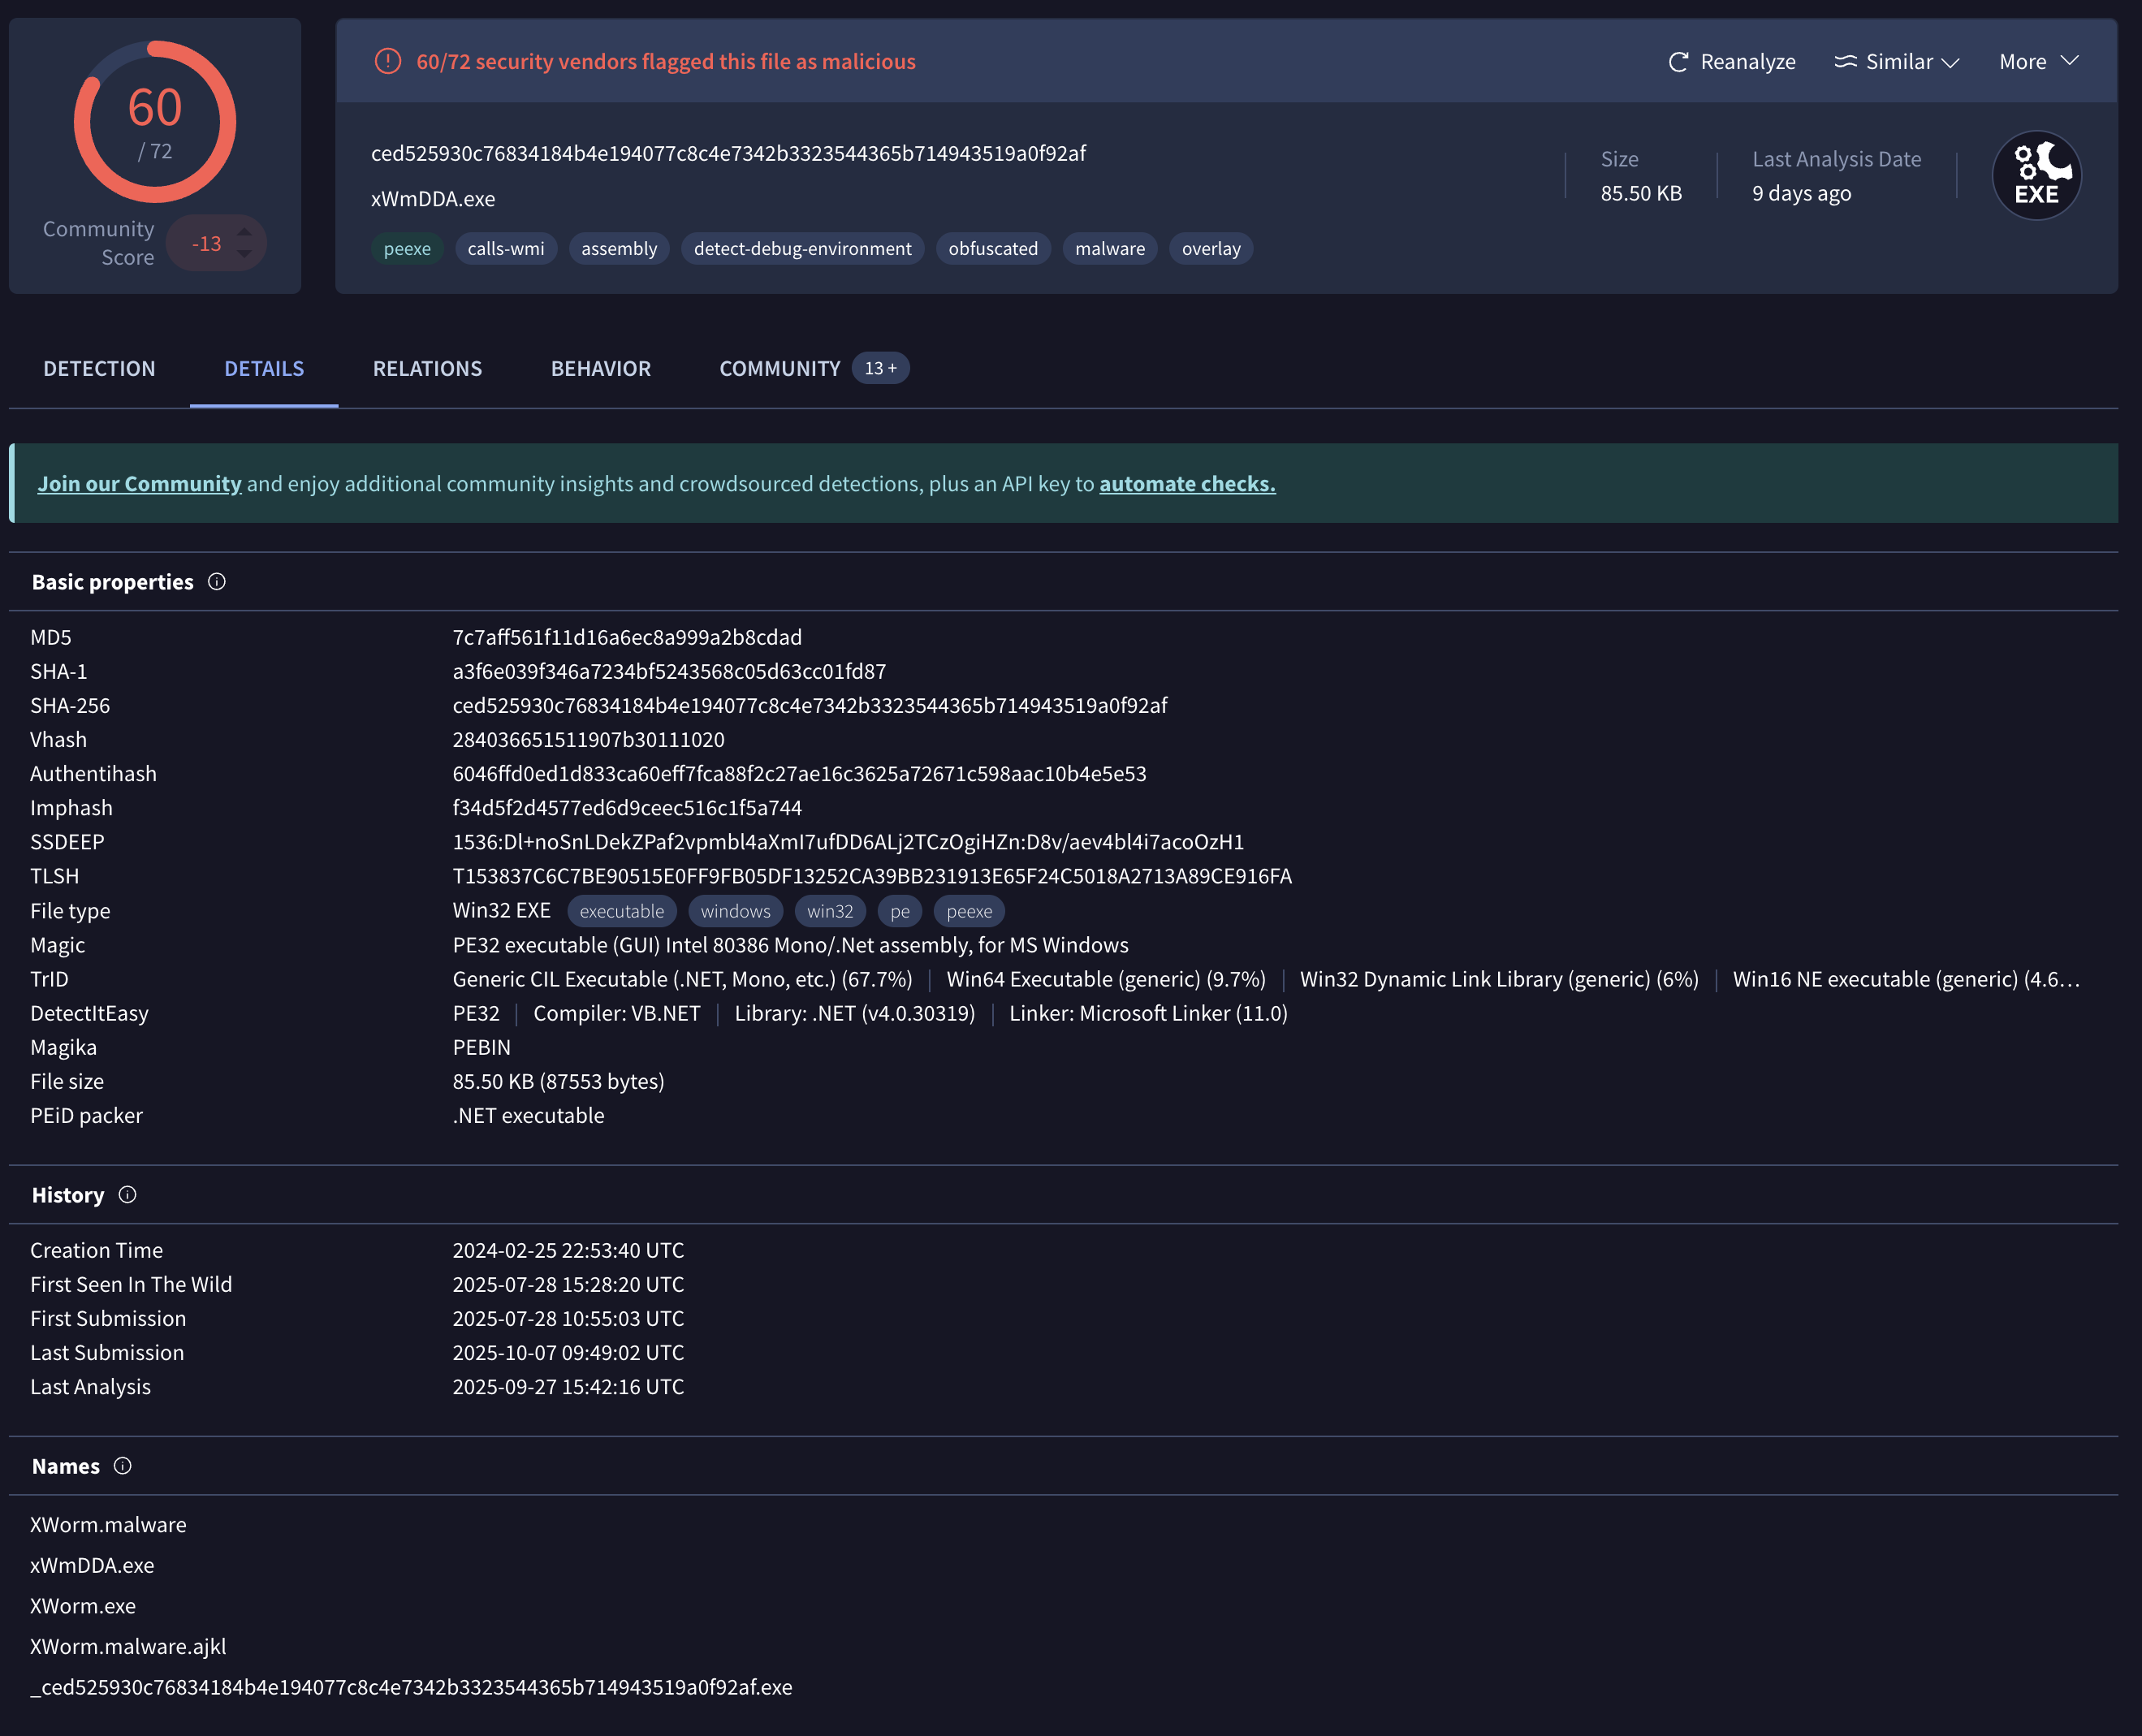 60
/ 72
Community Score
-13
60/72 security vendors flagged this file as malicious
Reanalyze
Similar
More
ced525930c76834184b4e194077c8c4e7342b3323544365b714943519a0f92af
xWmDDA.exe
peexe calls-wmi assembly detect-debug-environment obfuscated malware overlay
Size
85.50 KB
Last Analysis Date
9 days ago
EXE
DETECTION DETAILS RELATIONS BEHAVIOR COMMUNITY 13 +
Join our Community and enjoy additional community insights and crowdsourced detections, plus an API key to automate checks.
Basic properties
MD5 7c7aff561f11d16a6ec8a999a2b8cdad
SHA-1 a3f6e039f346a7234bf5243568c05d63cc01fd87
SHA-256 ced525930c76834184b4e194077c8c4e7342b3323544365b714943519a0f92af
Vhash 284036651511907b30111020
Authentihash 6046ffd0ed1d833ca60eff7fca88f2c27ae16c3625a72671c598aac10b4e5e53
Imphash f34d5f2d4577ed6d9ceec516c1f5a744
SSDEEP 1536:Dl+noSnLDekZPaf2vpmbl4aXmI7ufDD6ALj2TCzOgiHZn:D8v/aev4bl4i7acoOzH1
TLSH T153837C6C7BE90515E0FF9FB05DF13252CA39BB231913E65F24C5018A2713A89CE916FA
File type Win32 EXE executable windows win32 pe peexe
Magic PE32 executable (GUI) Intel 80386 Mono/.Net assembly, for MS Windows
TrID Generic CIL Executable (.NET, Mono, etc.) (67.7%) | Win64 Executable (generic) (9.7%) | Win32 Dynamic Link Library (generic) (6%) | Win16 NE executable (generic) (4.6…
DetectItEasy PE32 | Compiler: VB.NET | Library: .NET (v4.0.30319) | Linker: Microsoft Linker (11.0)
Magika PEBIN
File size 85.50 KB (87553 bytes)
PEiD packer .NET executable
History
Creation Time 2024-02-25 22:53:40 UTC
First Seen In The Wild 2025-07-28 15:28:20 UTC
First Submission 2025-07-28 10:55:03 UTC
Last Submission 2025-10-07 09:49:02 UTC
Last Analysis 2025-09-27 15:42:16 UTC
Names
XWorm.malware
xWmDDA.exe
XWorm.exe
XWorm.malware.ajkl
_ced525930c76834184b4e194077c8c4e7342b3323544365b714943519a0f92af.exe